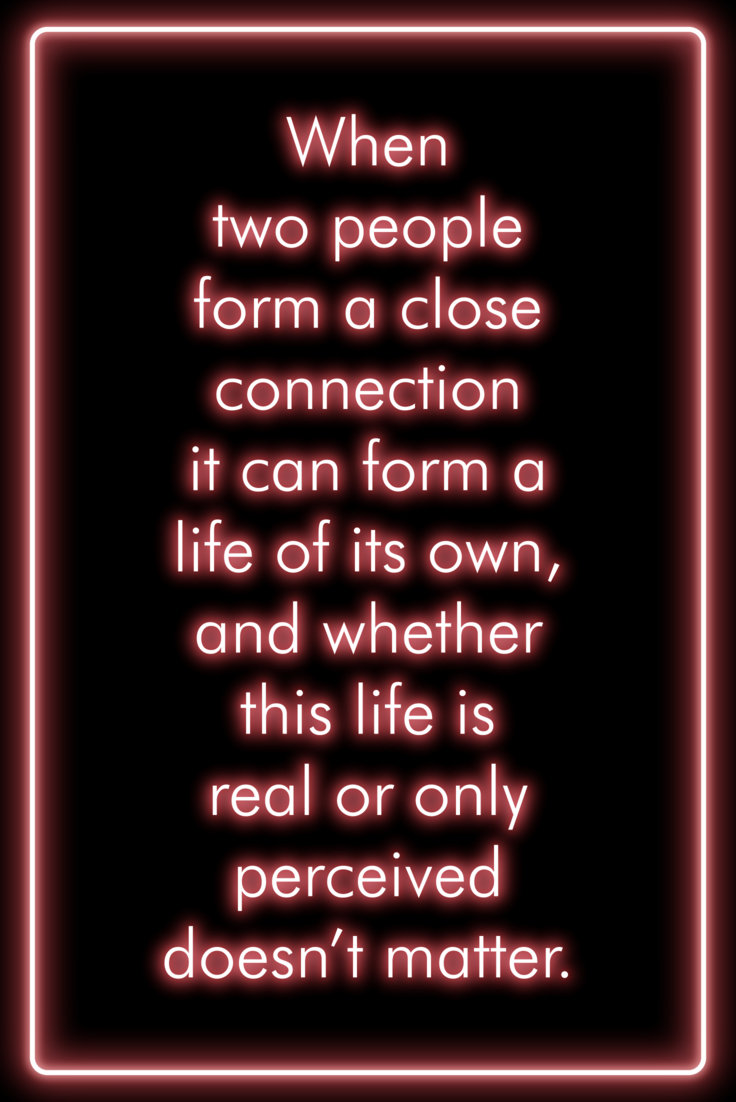 When
two people
form a close
connection
it can form a
life of its own,
and whether
this life is
real or only
perceived
doesn’t matter.